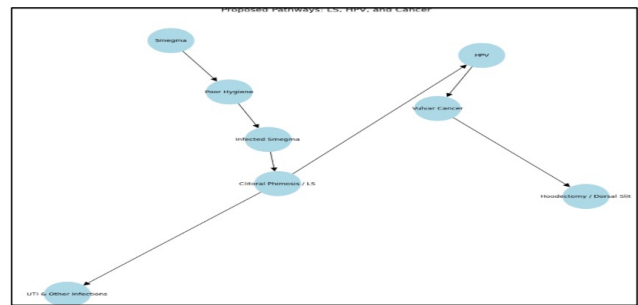 Proposed Pathways: LS, HPV, and Cancer
Smegma
HPV
Poor Hygiene
Vulvar Cancer
Infected Smegma
Clitoral Phimosis / LS
Hoodectomy / Dorsal Slit
UTI & Other Infections